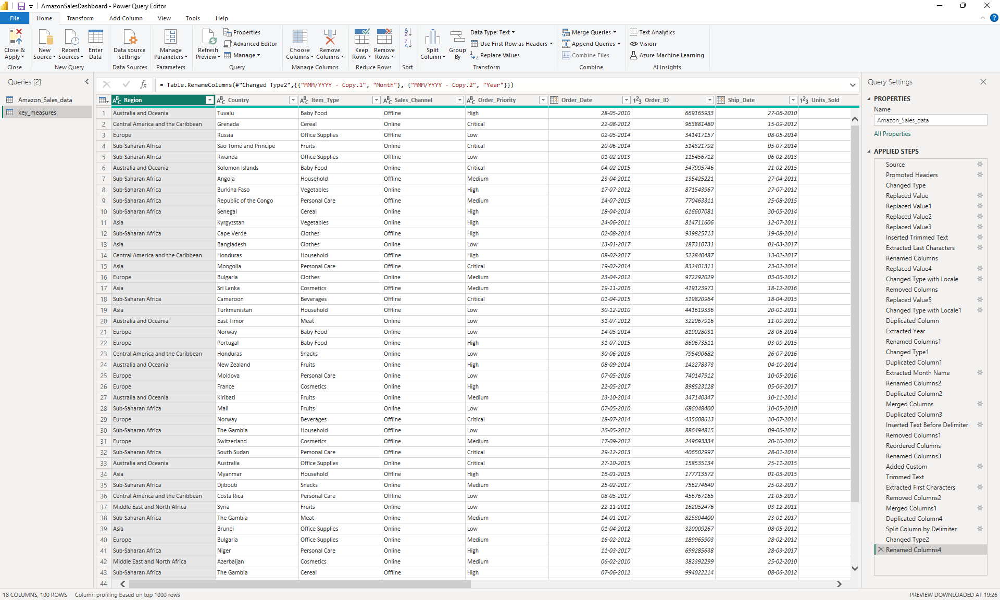 AmazonSalesDashboard - Power Query Editor
File Home Transform Add Column View Tools Help
Close & Apply
New Source
Recent Sources
Enter Data
Data source settings
Manage Parameters
Refresh Preview
Properties
Advanced Editor
Manage
Choose Columns
Remove Columns
Keep Rows
Remove Rows
Split Column
Group By
Data Type: Text
Use First Row as Headers
Replace Values
Merge Queries
Append Queries
Combine Files
Text Analytics
Vision
Azure Machine Learning
Close New Query Data Sources Parameters Query Manage Columns Reduce Rows Sort Transform Combine AI Insights
Queries [2]
Amazon_Sales_data
key_measures
fx = Table.RenameColumns(#"Changed Type2",{{"MMM/YYYY - Copy.1", "Month"}, {"MMM/YYYY - Copy.2", "Year"}})
ABC Region ABC Country ABC Item_Type ABC Sales_Channel ABC Order_Priority Order_Date 123 Order_ID Ship_Date 123 Units_Sold
1 Australia and Oceania Tuvalu Baby Food Offline High 28-05-2010 669165933 27-06-2010
2 Central America and the Caribbean Grenada Cereal Online Critical 22-08-2012 963881480 15-09-2012
3 Europe Russia Office Supplies Offline Low 02-05-2014 341417157 08-05-2014
4 Sub-Saharan Africa Sao Tome and Principe Fruits Online Critical 20-06-2014 514321792 05-07-2014
5 Sub-Saharan Africa Rwanda Office Supplies Offline Low 01-02-2013 115456712 06-02-2013
6 Australia and Oceania Solomon Islands Baby Food Online Critical 04-02-2015 547995746 21-02-2015
7 Sub-Saharan Africa Angola Household Offline Medium 23-04-2011 135425221 27-04-2011
8 Sub-Saharan Africa Burkina Faso Vegetables Online High 17-07-2012 871543967 27-07-2012
9 Sub-Saharan Africa Republic of the Congo Personal Care Offline Medium 14-07-2015 770463311 25-08-2015
10 Sub-Saharan Africa Senegal Cereal Online High 18-04-2014 616607081 30-05-2014
11 Asia Kyrgyzstan Vegetables Online High 24-06-2011 814711606 12-07-2011
12 Sub-Saharan Africa Cape Verde Clothes Offline High 02-08-2014 939825713 19-08-2014
13 Asia Bangladesh Clothes Online Low 13-01-2017 187310731 01-03-2017
14 Central America and the Caribbean Honduras Household Offline High 08-02-2017 522840487 13-02-2017
15 Asia Mongolia Personal Care Offline Critical 19-02-2014 832401311 23-02-2014
16 Europe Bulgaria Clothes Online Medium 23-04-2012 972292029 03-06-2012
17 Asia Sri Lanka Cosmetics Offline Medium 19-11-2016 419123971 18-12-2016
18 Sub-Saharan Africa Cameroon Beverages Offline Critical 01-04-2015 519820964 18-04-2015
19 Asia Turkmenistan Household Offline Low 30-12-2010 441619336 20-01-2011
20 Australia and Oceania East Timor Meat Online Low 31-07-2012 322067916 11-09-2012
21 Europe Norway Baby Food Online Low 14-05-2014 819028031 28-06-2014
22 Europe Portugal Baby Food Online High 31-07-2015 860673511 03-09-2015
23 Central America and the Caribbean Honduras Snacks Online Low 30-06-2016 795490682 26-07-2016
24 Australia and Oceania New Zealand Fruits Online High 08-09-2014 142278373 04-10-2014
25 Europe Moldova Personal Care Online Low 07-05-2016 740147912 10-05-2016
26 Europe France Cosmetics Online High 22-05-2017 898523128 05-06-2017
27 Australia and Oceania Kiribati Fruits Online Medium 13-10-2014 347140347 10-11-2014
28 Sub-Saharan Africa Mali Fruits Online Low 07-05-2010 686048400 10-05-2010
29 Europe Norway Beverages Offline Critical 18-07-2014 435608613 30-07-2014
30 Sub-Saharan Africa The Gambia Household Offline Low 26-05-2012 886494815 09-06-2012
31 Europe Switzerland Cosmetics Offline Medium 17-09-2012 249693334 20-10-2012
32 Sub-Saharan Africa South Sudan Personal Care Offline Critical 29-12-2013 406502997 28-01-2014
33 Australia and Oceania Australia Office Supplies Online Critical 27-10-2015 158535134 25-11-2015
34 Asia Myanmar Household Offline High 16-01-2015 177713572 01-03-2015
35 Sub-Saharan Africa Djibouti Snacks Online Medium 25-02-2017 756274640 25-02-2017
36 Central America and the Caribbean Costa Rica Personal Care Offline Low 08-05-2017 456767165 21-05-2017
37 Middle East and North Africa Syria Fruits Online Low 22-11-2011 162052476 03-12-2011
38 Sub-Saharan Africa The Gambia Meat Online Medium 14-01-2017 825304400 23-01-2017
39 Asia Brunei Office Supplies Online Low 01-04-2012 320009267 08-05-2012
40 Europe Bulgaria Office Supplies Online Medium 16-02-2012 189965903 28-02-2012
41 Sub-Saharan Africa Niger Personal Care Online High 11-03-2017 699285638 28-03-2017
42 Middle East and North Africa Azerbaijan Cosmetics Online Medium 06-02-2010 382392299 25-02-2010
43 Sub-Saharan Africa The Gambia Cereal Offline High 07-06-2012 994022214 08-06-2012
44
Query Settings
PROPERTIES
Name
Amazon_Sales_data
All Properties
APPLIED STEPS
Source
Promoted Headers
Changed Type
Replaced Value
Replaced Value1
Replaced Value2
Replaced Value3
Inserted Trimmed Text
Extracted Last Characters
Renamed Columns
Replaced Value4
Changed Type with Locale
Removed Columns
Replaced Value5
Changed Type with Locale1
Duplicated Column
Extracted Year
Renamed Columns1
Changed Type1
Duplicated Column1
Extracted Month Name
Renamed Columns2
Duplicated Column2
Merged Columns
Duplicated Column3
Inserted Text Before Delimiter
Removed Columns1
Reordered Columns
Renamed Columns3
Added Custom
Trimmed Text
Extracted First Characters
Renamed Columns2
Merged Columns1
Duplicated Column4
Split Column by Delimiter
Changed Type2
Renamed Columns4
18 COLUMNS, 100 ROWS Column profiling based on top 1000 rows PREVIEW DOWNLOADED AT 19:26